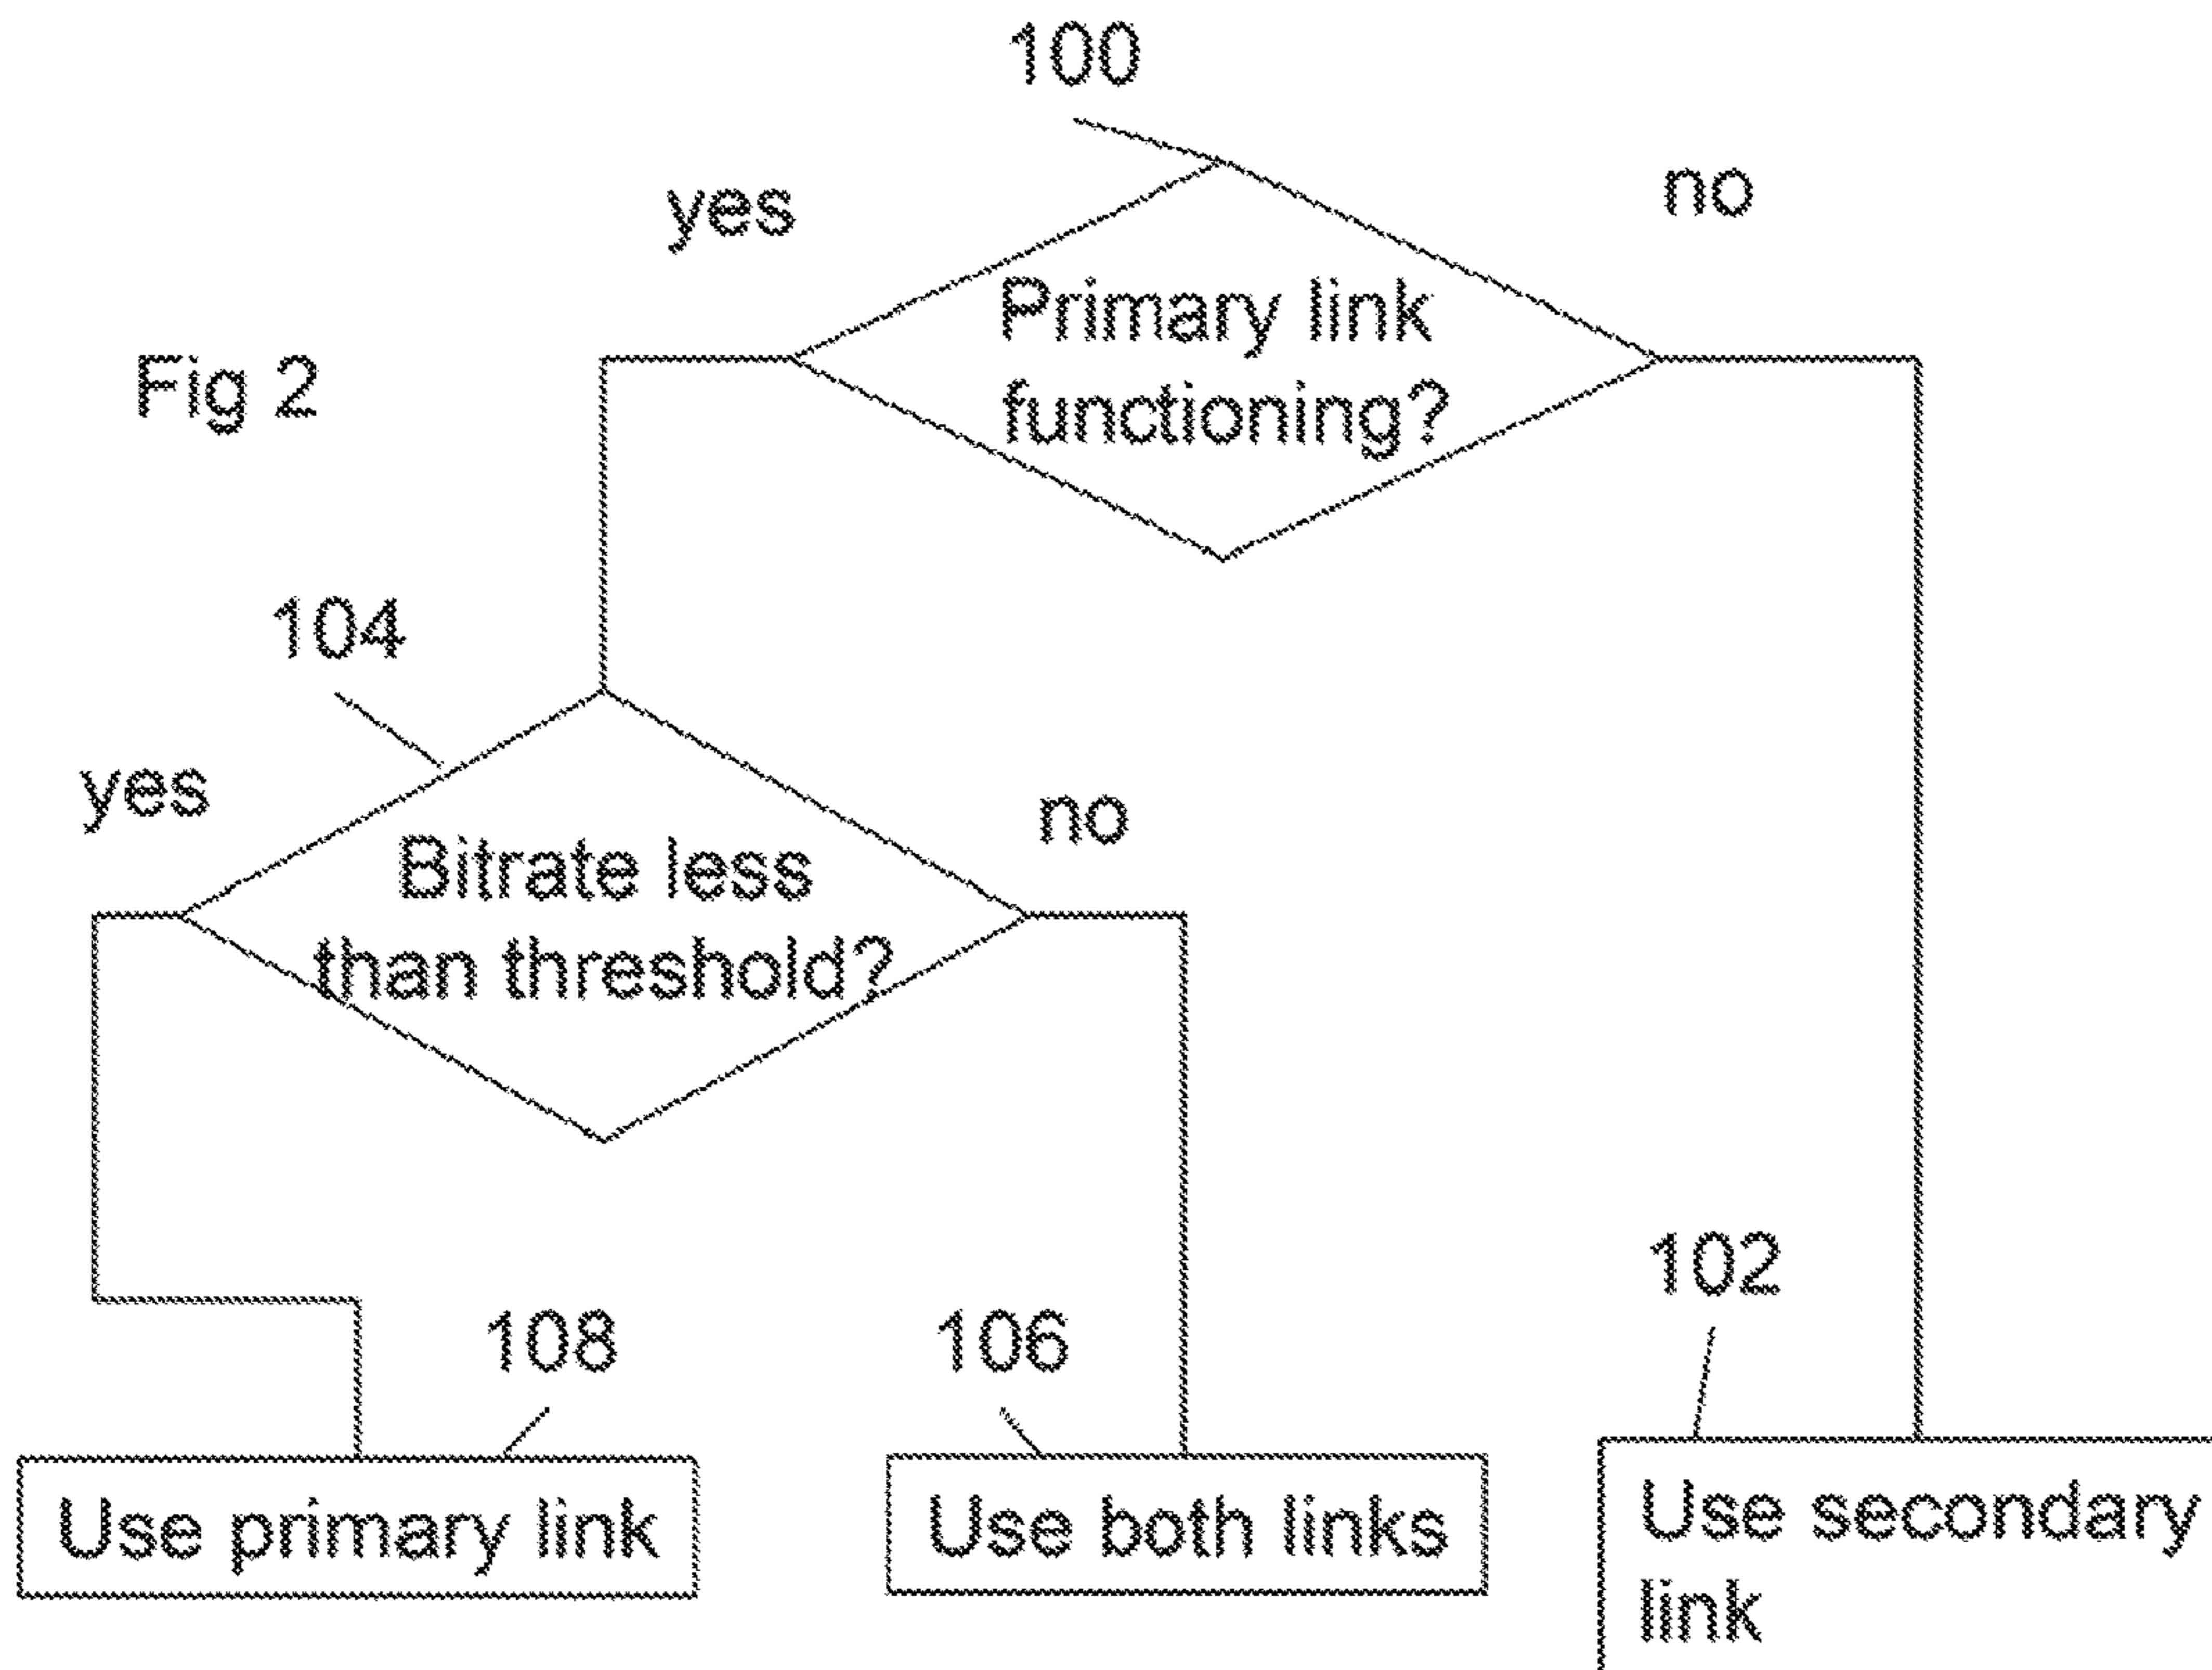 100
yes
no
Primary link
functioning?
Fig 2
104
yes
no
Bitrate less
than threshold?
102
108
106
Use primary link
Use both links
Use secondary
link